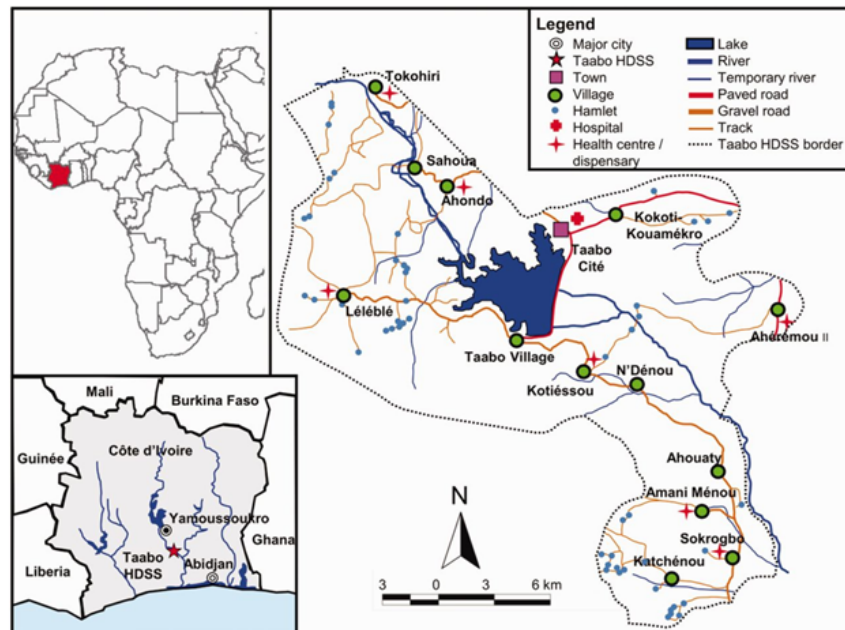 Legend
Major city
Taabo HDSS
Town
Village
Hamlet
Hospital
Health centre /
dispensary
Lake
River
Temporary river
Paved road
Gravel road
Track
Taabo HDSS border
Tokohiri
Sahoua
Ahondo
Kokoti-
Kouamékro
Taabo
Cité
Léléblé
Ahérémou II
Taabo Village
Kotiéssou
N'Dénou
Ahouaty
Amani Ménou
Sokrogbo
Katchénou
N
3 0 3 6 km
Mali
Burkina Faso
Guinée
Côte d'Ivoire
Yamoussoukro
Ghana
Taabo
HDSS
Abidjan
Liberia